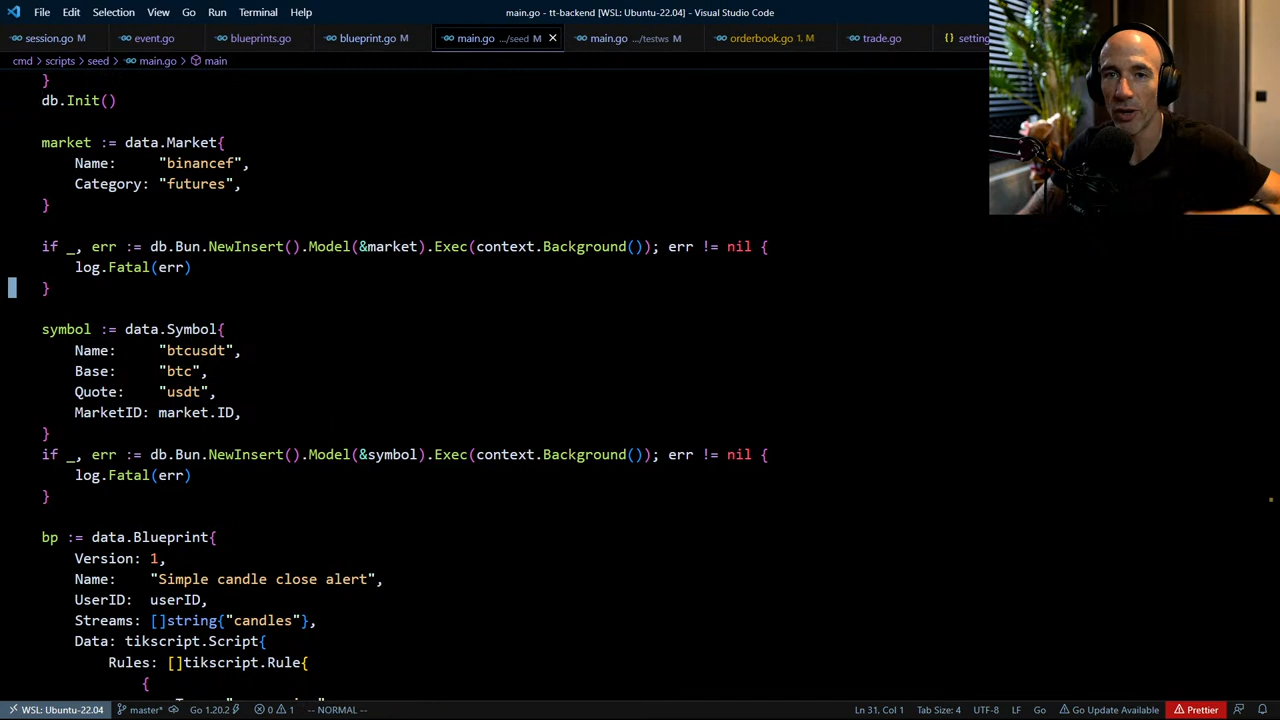 File Edit Selection View Go Run Terminal Help
main.go - tt-backend [WSL: Ubuntu-22.04] - Visual Studio Code
session.go M event.go blueprints.go blueprint.go M main.go .../seed M main.go .../testws M orderbook.go 1, M trade.go {} setting
cmd > scripts > seed > main.go > main
}
db.Init()
market := data.Market{
Name: "binancef",
Category: "futures",
}
if _, err := db.Bun.NewInsert().Model(&market).Exec(context.Background()); err != nil {
log.Fatal(err)
}
symbol := data.Symbol{
Name: "btcusdt",
Base: "btc",
Quote: "usdt",
MarketID: market.ID,
}
if _, err := db.Bun.NewInsert().Model(&symbol).Exec(context.Background()); err != nil {
log.Fatal(err)
}
bp := data.Blueprint{
Version: 1,
Name: "Simple candle close alert",
UserID: userID,
Streams: []string{"candles"},
Data: tikscript.Script{
Rules: []tikscript.Rule{
{
WSL: Ubuntu-22.04 master* Go 1.20.2 0 1 -- NORMAL -- Ln 31, Col 1 Tab Size: 4 UTF-8 LF Go Go Update Available Prettier